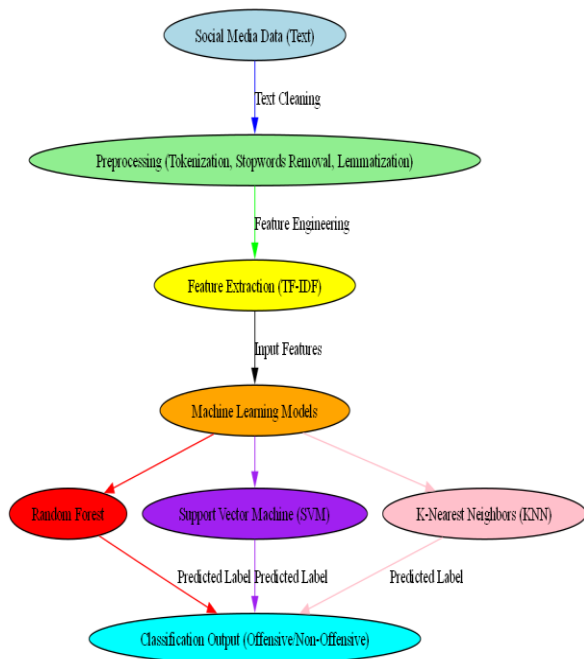 Social Media Data (Text)
Text Cleaning
Preprocessing (Tokenization, Stopwords Removal, Lemmatization)
Feature Engineering
Feature Extraction (TF-IDF)
Input Features
Machine Learning Models
Random Forest
Support Vector Machine (SVM)
K-Nearest Neighbors (KNN)
Predicted Label
Predicted Label
Predicted Label
Classification Output (Offensive/Non-Offensive)